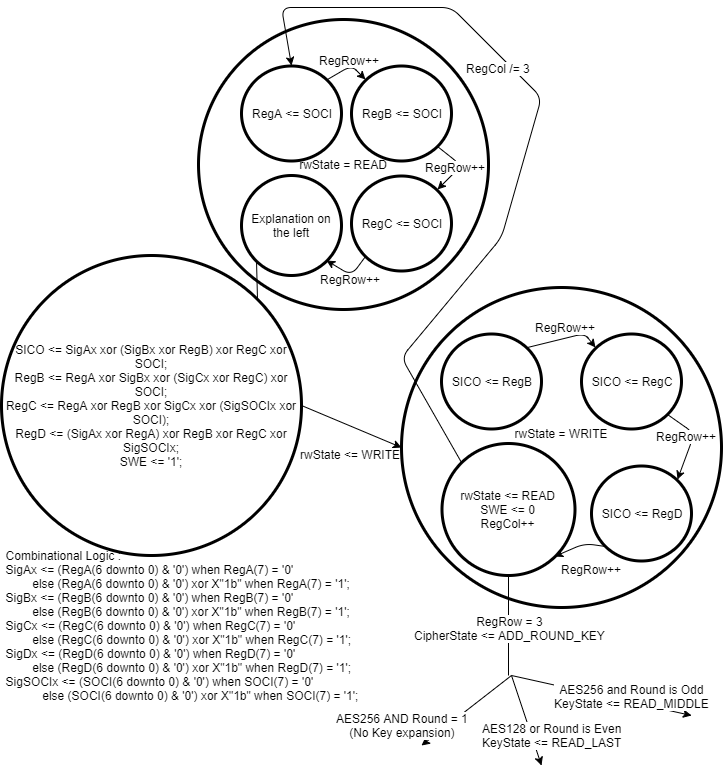 RegCol /= 3
RegRow++
RegA <= SOCI
RegB <= SOCI
rwState = READ
RegRow++
Explanation on
the left
RegC <= SOCI
RegRow++
SICO <= SigAx xor (SigBx xor RegB) xor RegC xor
SOCI;
RegB <= RegA xor SigBx xor (SigCx xor RegC) xor
SOCI;
RegC <= RegA xor RegB xor SigCx xor (SigSOCIx xor
SOCI);
RegD <= (SigAx xor RegA) xor RegB xor RegC xor
SigSOCIx;
SWE <= '1';
rwState <= WRITE
RegRow++
SICO <= RegB
SICO <= RegC
rwState = WRITE
RegRow++
rwState <= READ
SWE <= 0
RegCol++
SICO <= RegD
RegRow++
Combinational Logic :
SigAx <= (RegA(6 downto 0) & '0') when RegA(7) = '0'
else (RegA(6 downto 0) & '0') xor X"1b" when RegA(7) = '1';
SigBx <= (RegB(6 downto 0) & '0') when RegB(7) = '0'
else (RegB(6 downto 0) & '0') xor X"1b" when RegB(7) = '1';
SigCx <= (RegC(6 downto 0) & '0') when RegC(7) = '0'
else (RegC(6 downto 0) & '0') xor X"1b" when RegC(7) = '1';
SigDx <= (RegD(6 downto 0) & '0') when RegD(7) = '0'
else (RegD(6 downto 0) & '0') xor X"1b" when RegD(7) = '1';
SigSOCIx <= (SOCI(6 downto 0) & '0') when SOCI(7) = '0'
else (SOCI(6 downto 0) & '0') xor X"1b" when SOCI(7) = '1';
RegRow = 3
CipherState <= ADD_ROUND_KEY
AES256 and Round is Odd
KeyState <= READ_MIDDLE
AES256 AND Round = 1
(No Key expansion)
AES128 or Round is Even
KeyState <= READ_LAST